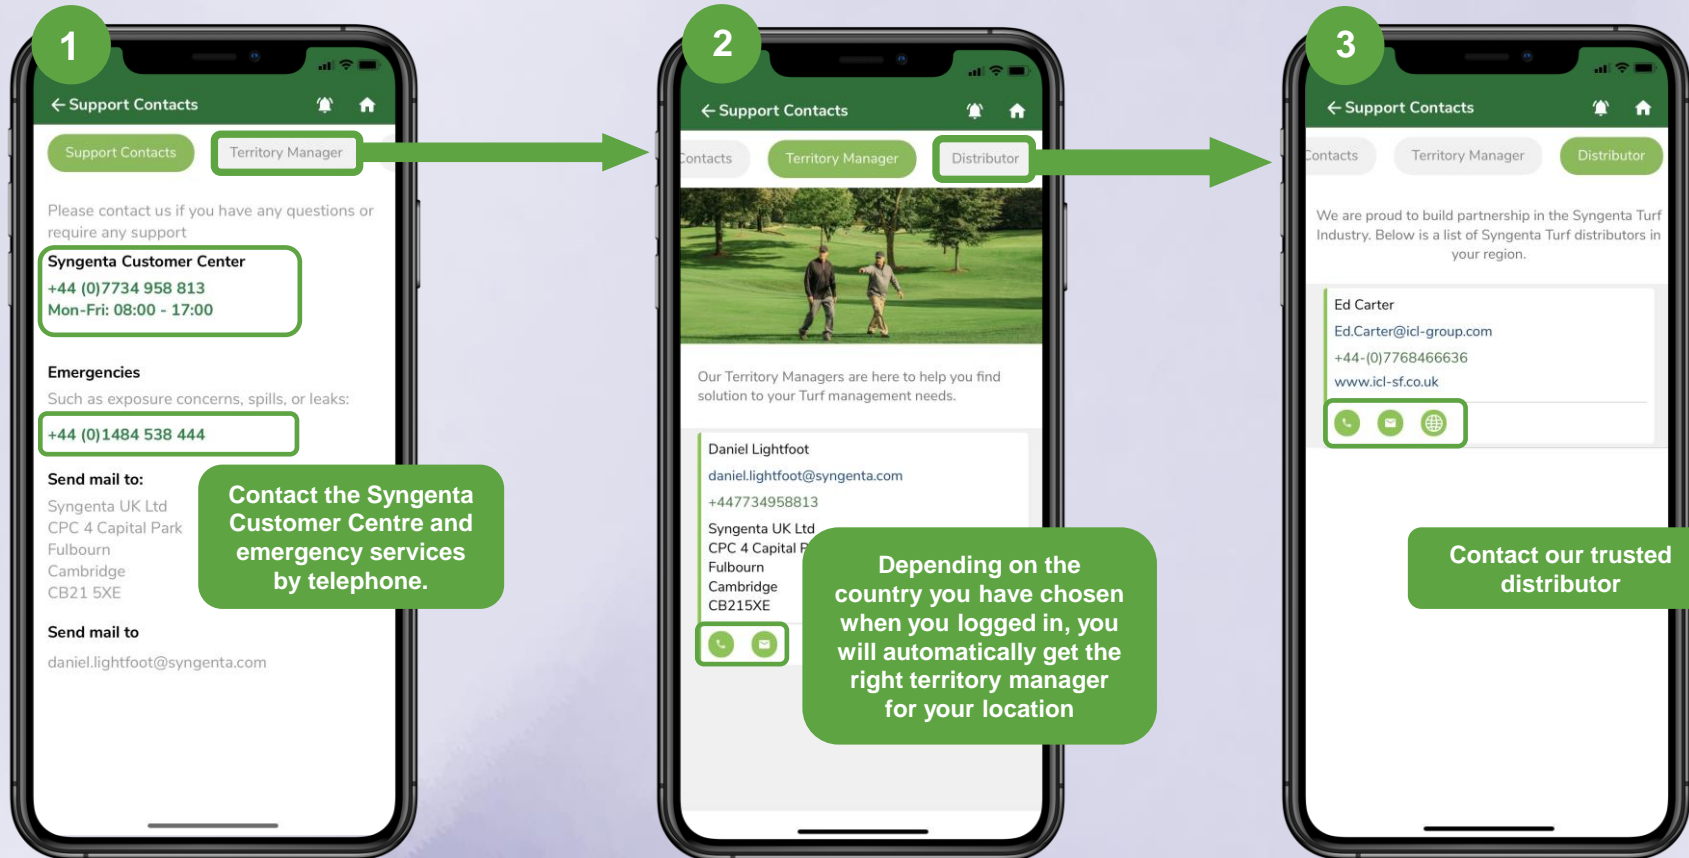 1
Support Contacts
Support Contacts
Territory Manager
Please contact us if you have any questions or
require any support
Syngenta Customer Center
+44 (0)7734 958 813
Mon-Fri: 08:00 - 17:00
Emergencies
Such as exposure concerns, spills, or leaks:
+44 (0)1484 538 444
Send mail to:
Syngenta UK Ltd
CPC 4 Capital Park
Fulbourn
Cambridge
CB21 5XE
Send mail to
daniel.lightfoot@syngenta.com
Contact the Syngenta
Customer Centre and
emergency services
by telephone.
2
Support Contacts
Contacts
Territory Manager
Distributor
Our Territory Managers are here to help you find
solution to your Turf management needs.
Daniel Lightfoot
daniel.lightfoot@syngenta.com
+447734958813
Syngenta UK Ltd
CPC 4 Capital P
Fulbourn
Cambridge
CB215XE
Depending on the
country you have chosen
when you logged in, you
will automatically get the
right territory manager
for your location
3
Support Contacts
Contacts
Territory Manager
Distributor
We are proud to build partnership in the Syngenta Turf
Industry. Below is a list of Syngenta Turf distributors in
your region.
Ed Carter
Ed.Carter@icl-group.com
+44-(0)7768466636
www.icl-sf.co.uk
Contact our trusted
distributor